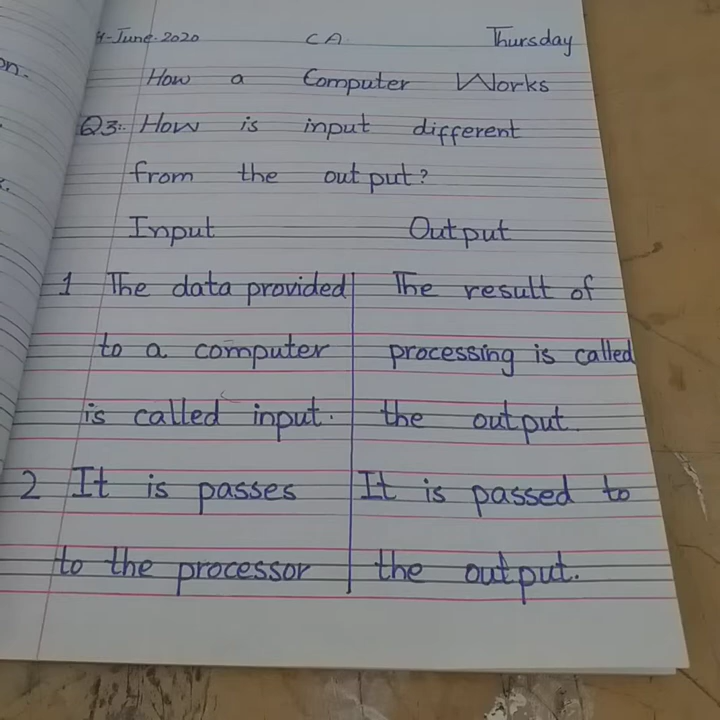 4-June-2020 CA Thursday
How a Computer Works
Q3:. How is input different
from the output?
Input Output
1 The data provided The result of
to a computer processing is called
is called input. the output.
2 It is passes It is passed to
to the processor the output.